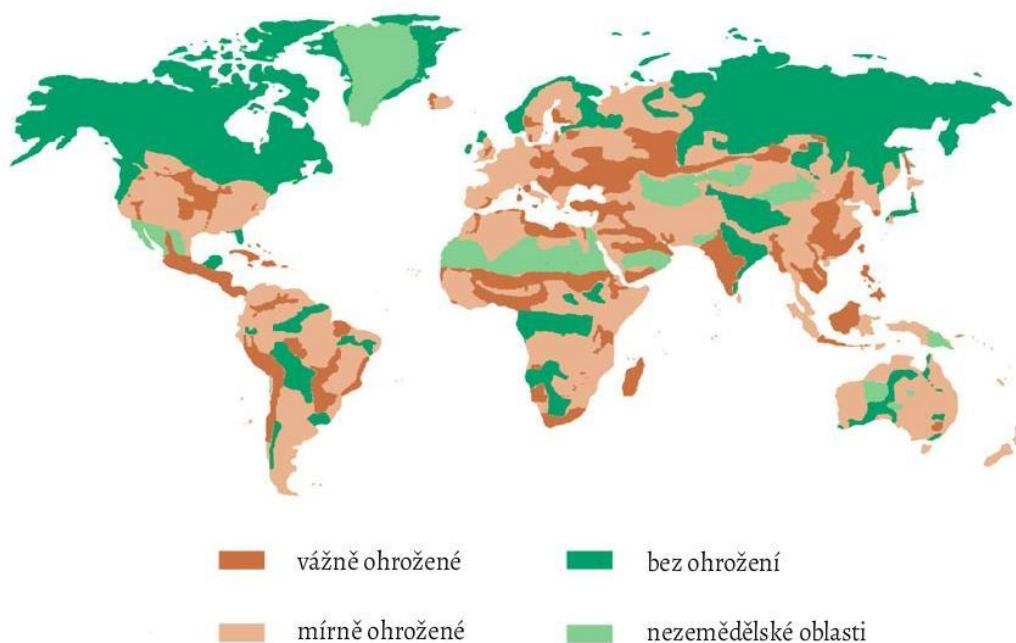 vážně ohrožené
bez ohrožení
mírně ohrožené
nezemědělské oblasti